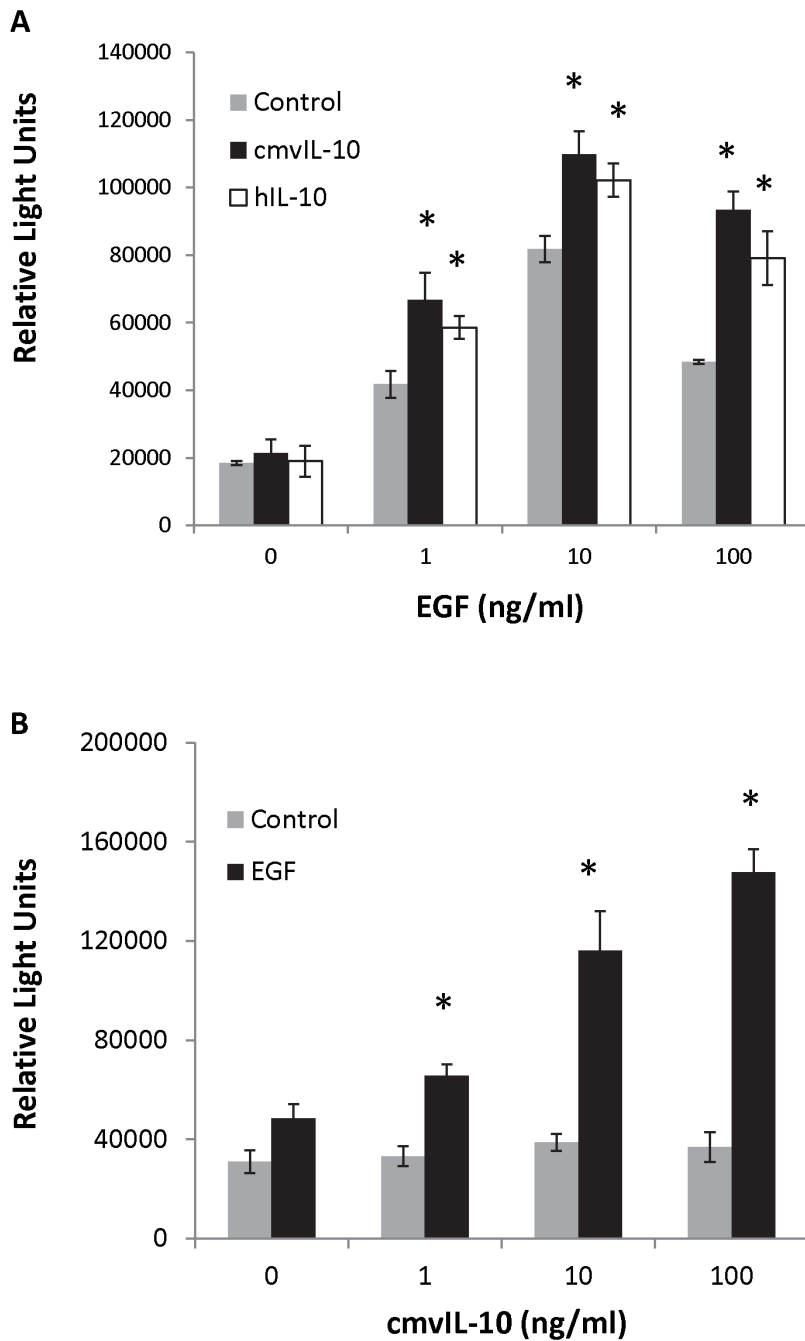 A
Relative Light Units
140000
120000
100000
80000
60000
40000
20000
0
Control
cmvIL-10
hIL-10
* * * * * *
0 1 10 100
EGF (ng/ml)
B
Relative Light Units
200000
160000
120000
80000
40000
0
Control
EGF
* * *
0 1 10 100
cmvIL-10 (ng/ml)